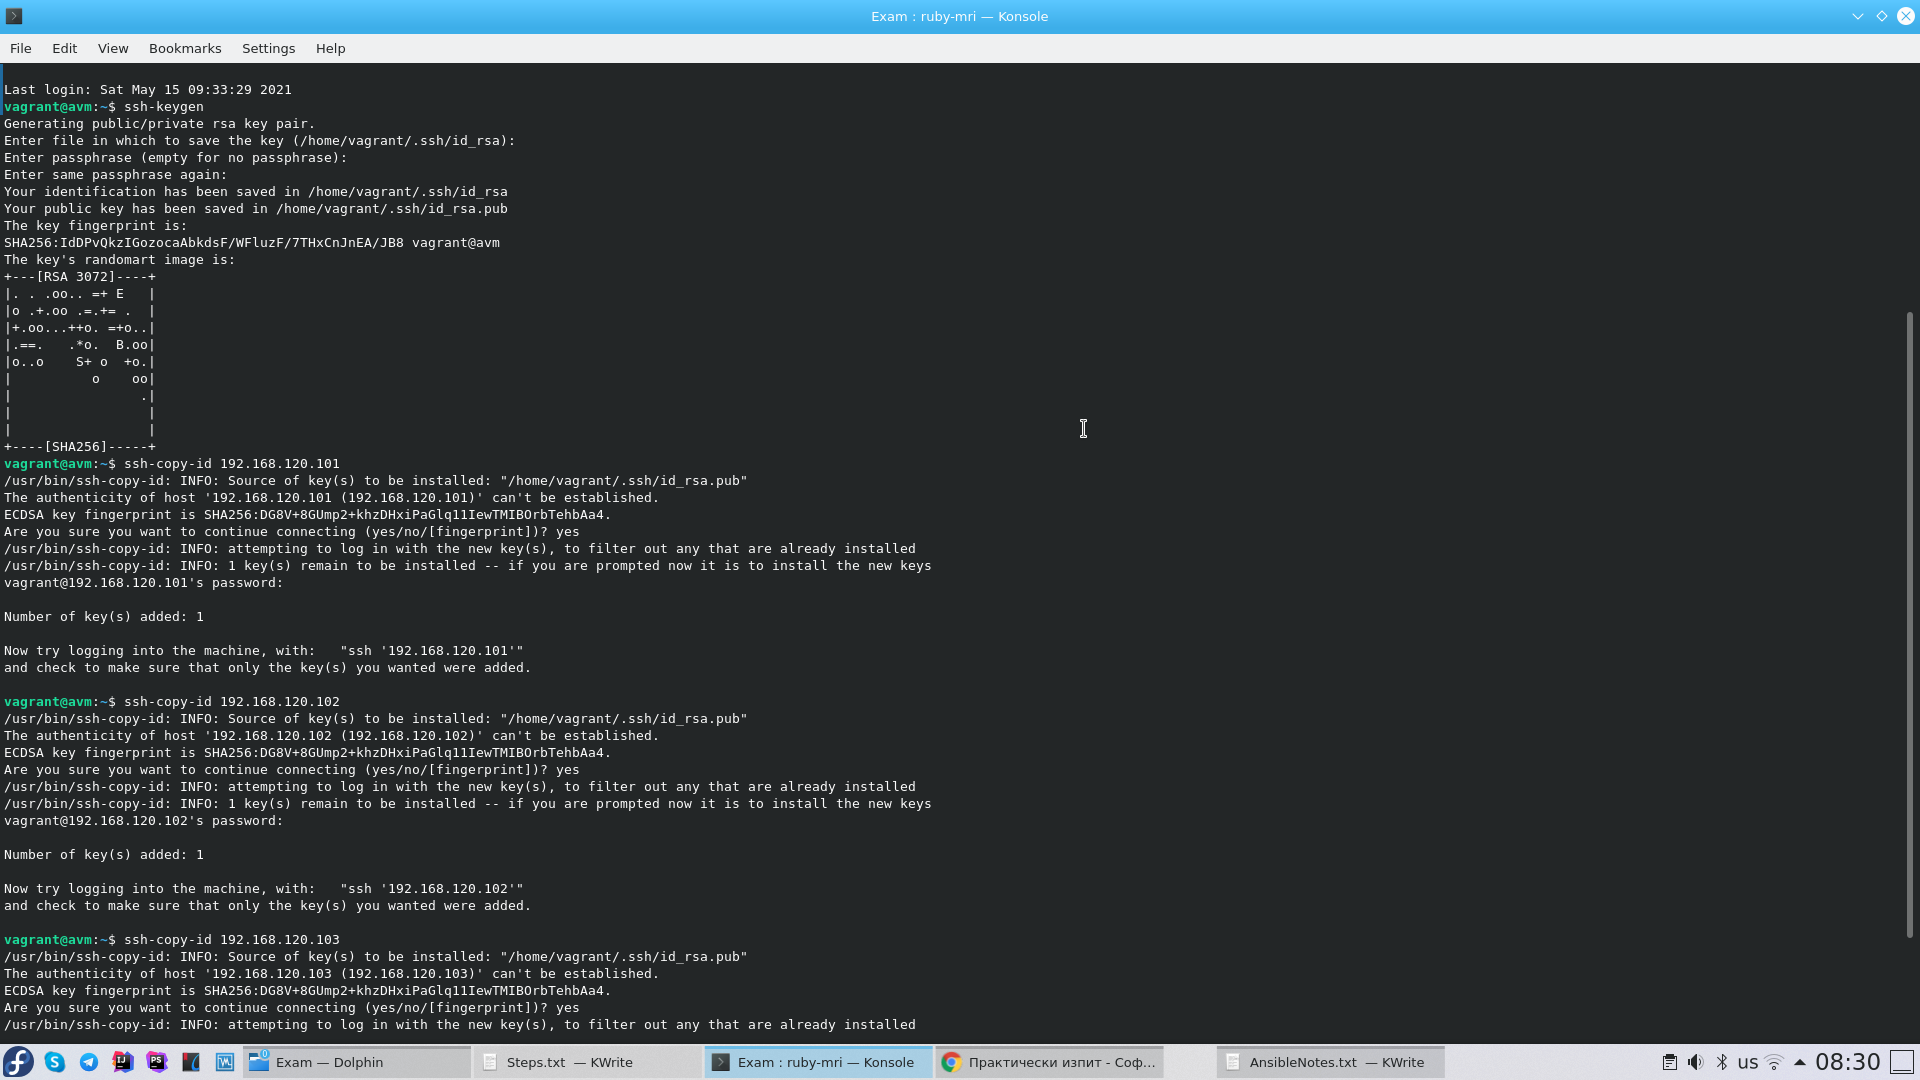 Exam : ruby-mri — Konsole
File Edit View Bookmarks Settings Help
Last login: Sat May 15 09:33:29 2021
vagrant@avm:~$ ssh-keygen
Generating public/private rsa key pair.
Enter file in which to save the key (/home/vagrant/.ssh/id_rsa):
Enter passphrase (empty for no passphrase):
Enter same passphrase again:
Your identification has been saved in /home/vagrant/.ssh/id_rsa
Your public key has been saved in /home/vagrant/.ssh/id_rsa.pub
The key fingerprint is:
SHA256:IdDPvQkzIGozocaAbkdsF/WFluzF/7THxCnJnEA/JB8 vagrant@avm
The key's randomart image is:
+---[RSA 3072]----+
|. . .oo.. =+ E   |
|o .+.oo .=.+= .  |
|+.oo...++o. =+o..|
|.==.   .*o.  B.oo|
|o..o    S+ o  +o.|
|          o    oo|
|                .|
|                 |
|                 |
+----[SHA256]-----+
vagrant@avm:~$ ssh-copy-id 192.168.120.101
/usr/bin/ssh-copy-id: INFO: Source of key(s) to be installed: "/home/vagrant/.ssh/id_rsa.pub"
The authenticity of host '192.168.120.101 (192.168.120.101)' can't be established.
ECDSA key fingerprint is SHA256:DG8V+8GUmp2+khzDHxiPaGlq11IewTMIBOrbTehbAa4.
Are you sure you want to continue connecting (yes/no/[fingerprint])? yes
/usr/bin/ssh-copy-id: INFO: attempting to log in with the new key(s), to filter out any that are already installed
/usr/bin/ssh-copy-id: INFO: 1 key(s) remain to be installed -- if you are prompted now it is to install the new keys
vagrant@192.168.120.101's password:
Number of key(s) added: 1
Now try logging into the machine, with:   "ssh '192.168.120.101'"
and check to make sure that only the key(s) you wanted were added.
vagrant@avm:~$ ssh-copy-id 192.168.120.102
/usr/bin/ssh-copy-id: INFO: Source of key(s) to be installed: "/home/vagrant/.ssh/id_rsa.pub"
The authenticity of host '192.168.120.102 (192.168.120.102)' can't be established.
ECDSA key fingerprint is SHA256:DG8V+8GUmp2+khzDHxiPaGlq11IewTMIBOrbTehbAa4.
Are you sure you want to continue connecting (yes/no/[fingerprint])? yes
/usr/bin/ssh-copy-id: INFO: attempting to log in with the new key(s), to filter out any that are already installed
/usr/bin/ssh-copy-id: INFO: 1 key(s) remain to be installed -- if you are prompted now it is to install the new keys
vagrant@192.168.120.102's password:
Number of key(s) added: 1
Now try logging into the machine, with:   "ssh '192.168.120.102'"
and check to make sure that only the key(s) you wanted were added.
vagrant@avm:~$ ssh-copy-id 192.168.120.103
/usr/bin/ssh-copy-id: INFO: Source of key(s) to be installed: "/home/vagrant/.ssh/id_rsa.pub"
The authenticity of host '192.168.120.103 (192.168.120.103)' can't be established.
ECDSA key fingerprint is SHA256:DG8V+8GUmp2+khzDHxiPaGlq11IewTMIBOrbTehbAa4.
Are you sure you want to continue connecting (yes/no/[fingerprint])? yes
/usr/bin/ssh-copy-id: INFO: attempting to log in with the new key(s), to filter out any that are already installed
Exam — Dolphin Steps.txt — KWrite Exam : ruby-mri — Konsole Практически изпит - Соф... AnsibleNotes.txt — KWrite us 08:30